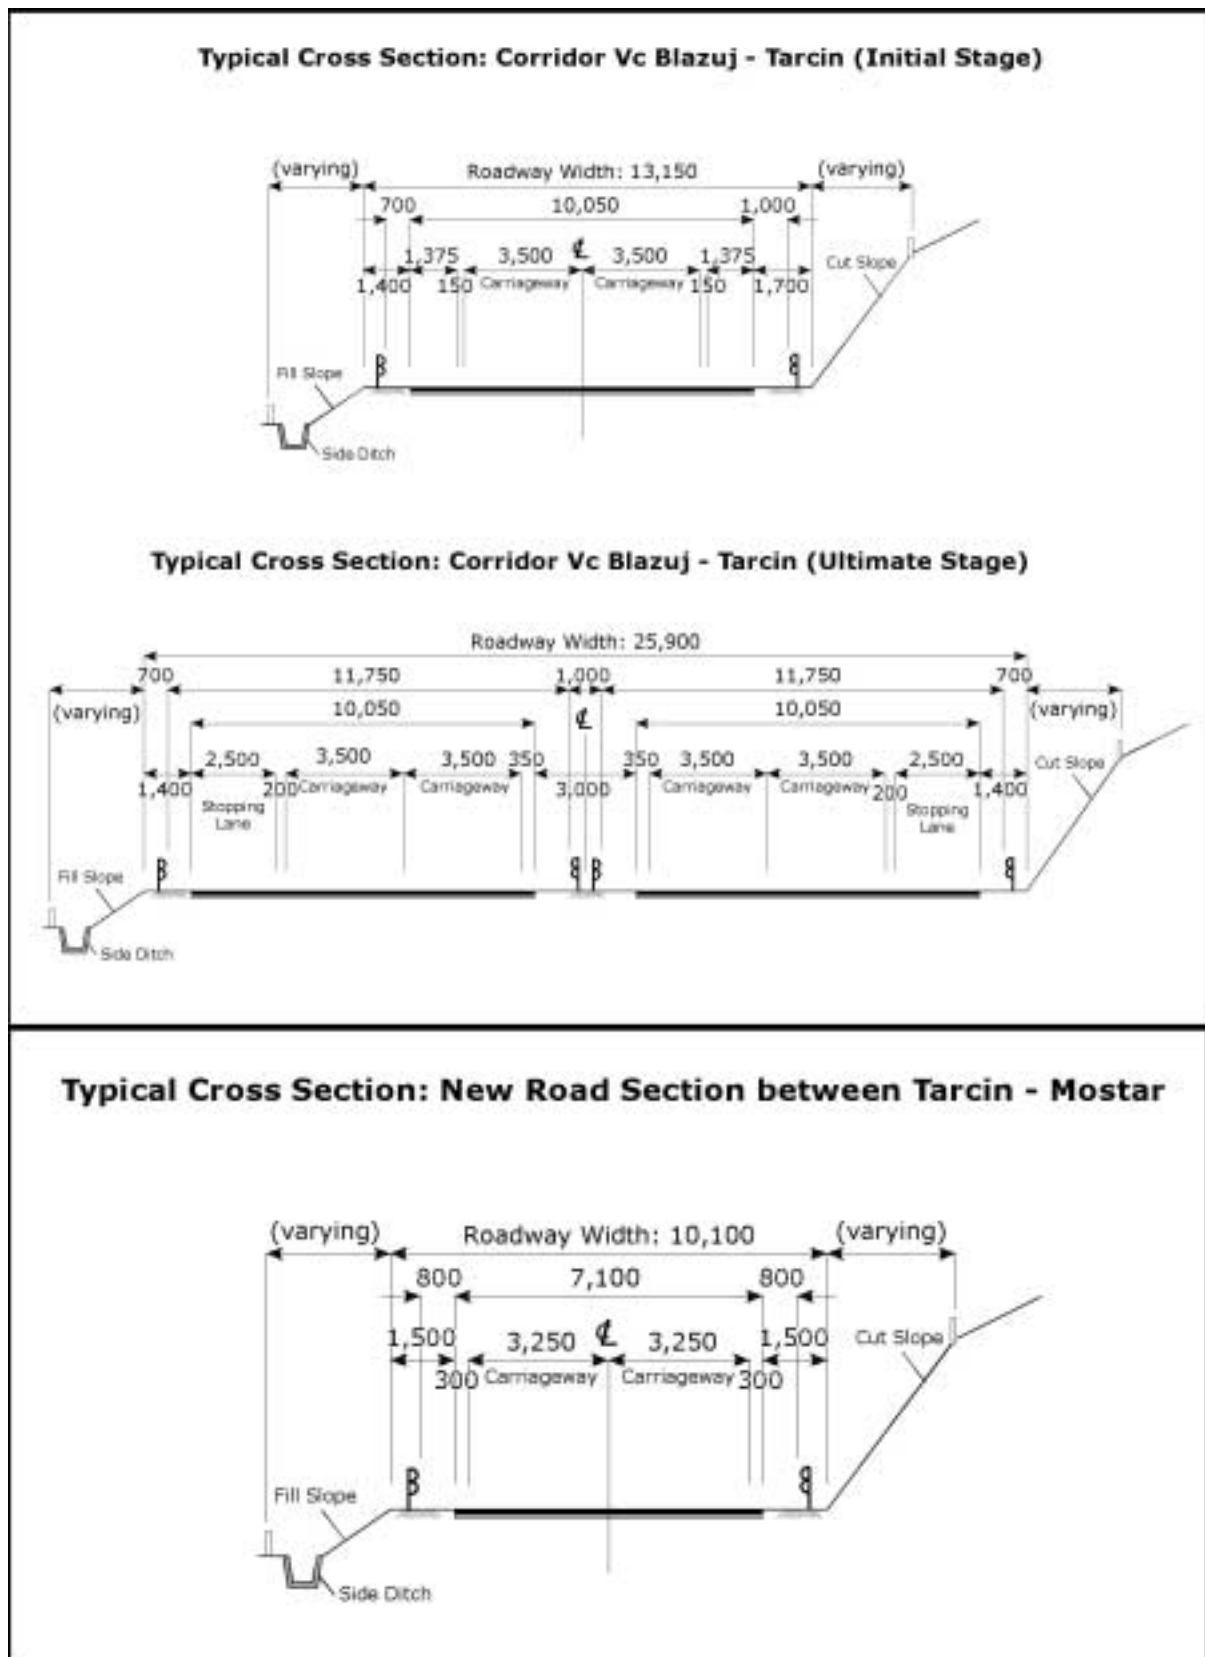 Typical Cross Section: Corridor Vc Blazuj - Tarcin (Initial Stage)
(varying) Roadway Width: 13,150 (varying)
700 10,050 1,000
1,375 3,500 ℄ 3,500 1,375
1,400 150 Carriageway Carriageway 150 1,700
Cut Slope
Fill Slope
Side Ditch
Typical Cross Section: Corridor Vc Blazuj - Tarcin (Ultimate Stage)
Roadway Width: 25,900
700 11,750 1,000 11,750 700
(varying) 10,050 ℄ 10,050 (varying)
2,500 3,500 3,500 350 350 3,500 3,500 2,500
1,400 200 Carriageway Carriageway 3,000 Carriageway Carriageway 200 1,400
Cut Slope
Stopping Lane
Stopping Lane
Fill Slope
Side Ditch
Typical Cross Section: New Road Section between Tarcin - Mostar
(varying) Roadway Width: 10,100 (varying)
800 7,100 800
1,500 3,250 ℄ 3,250 1,500
300 Carriageway Carriageway 300
Cut Slope
Fill Slope
Side Ditch